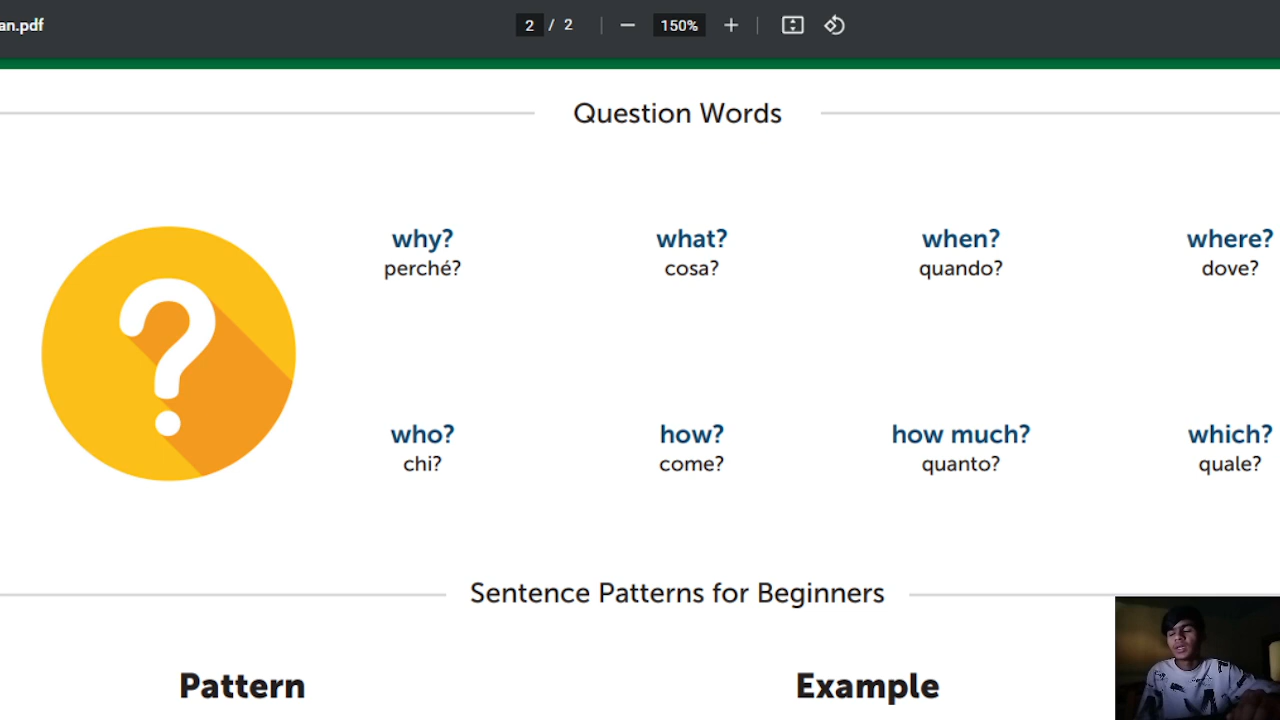 an.pdf
2 / 2
150%
Question Words
why? what? when? where?
perché? cosa? quando? dove?
who? how? how much? which?
chi? come? quanto? quale?
Sentence Patterns for Beginners
Pattern Example